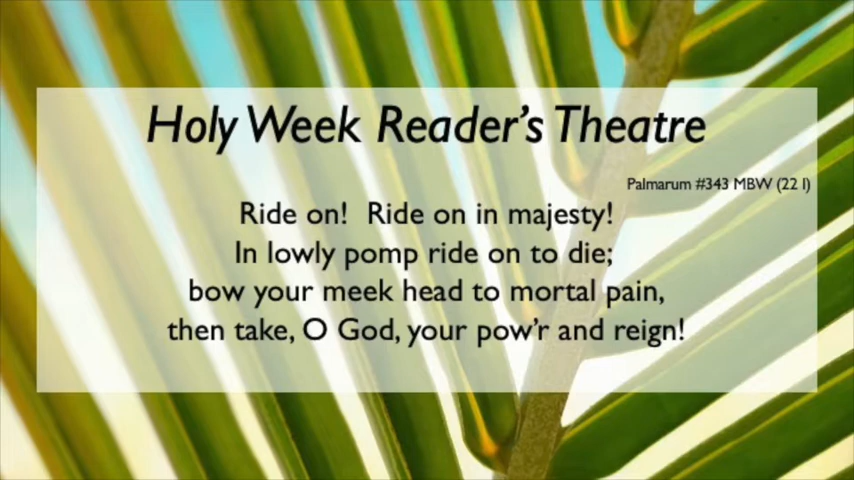 Holy Week Reader's Theatre
Palmarum #343 MBW (22 I)
Ride on! Ride on in majesty!
In lowly pomp ride on to die;
bow your meek head to mortal pain,
then take, O God, your pow'r and reign!